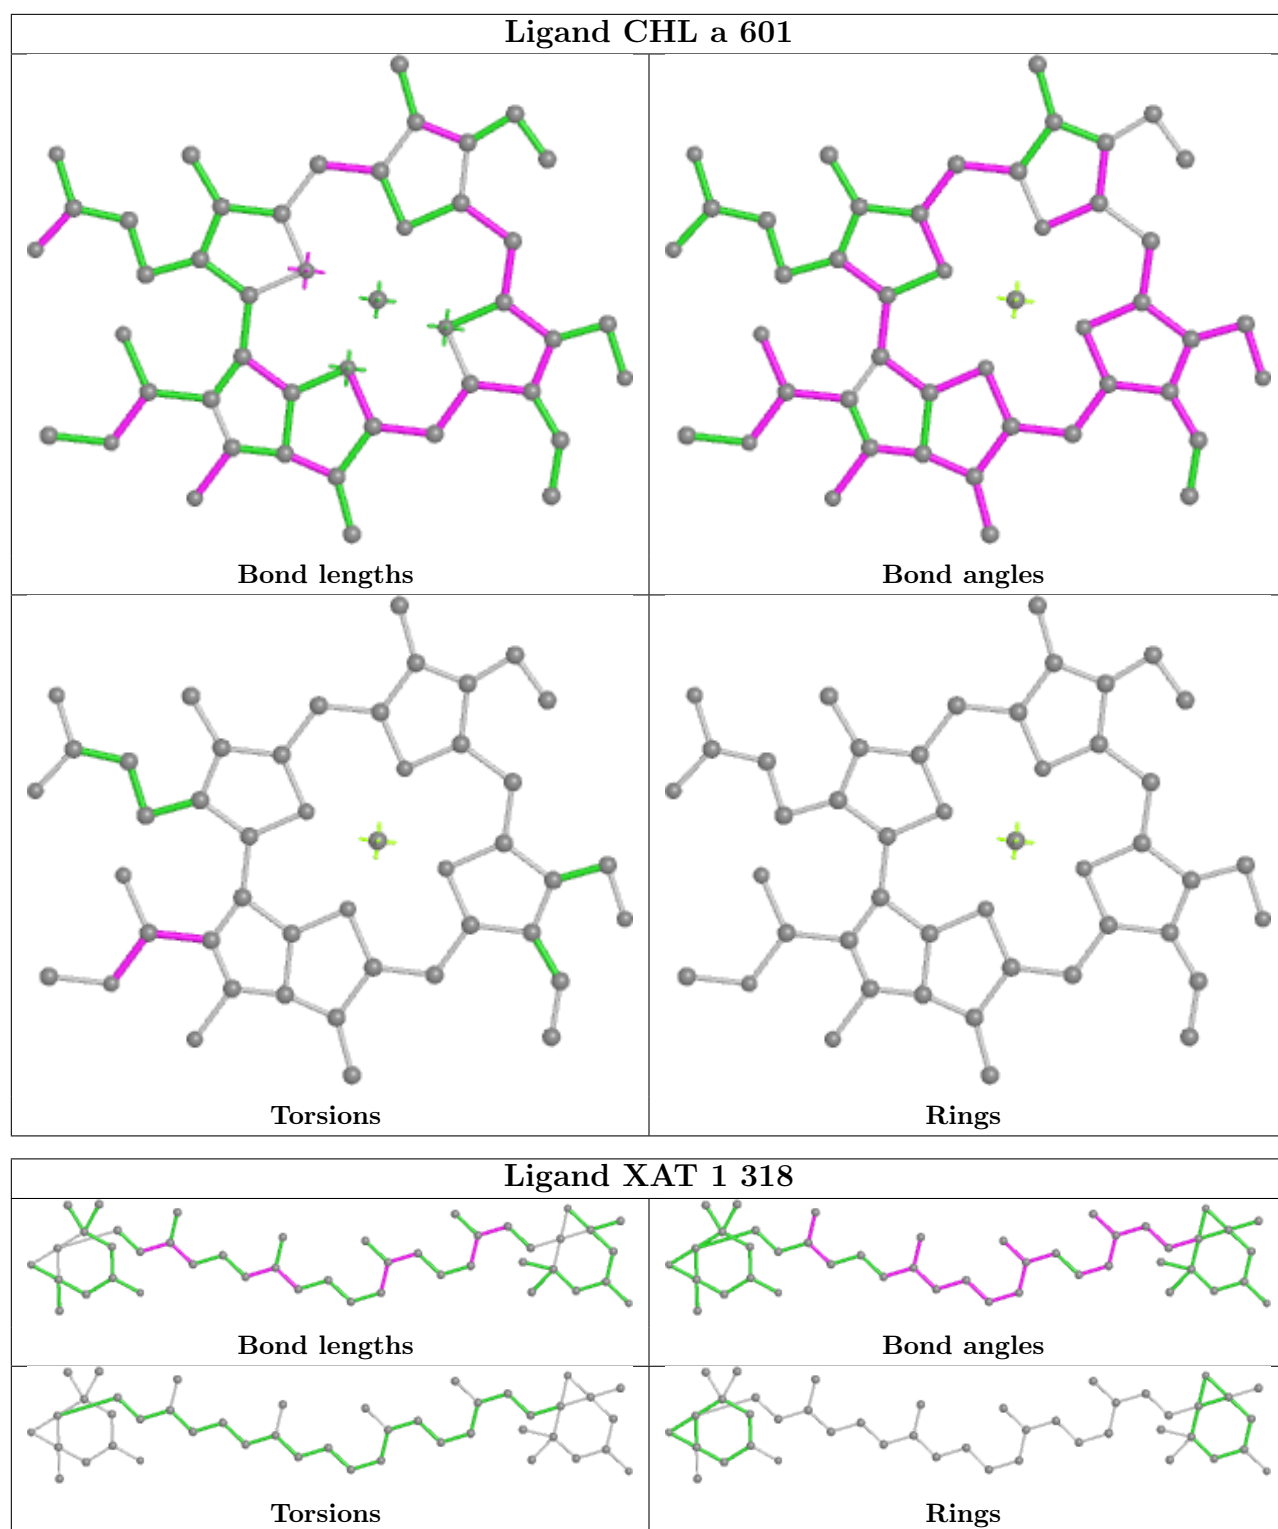 Ligand CHL a 601
Bond lengths
Bond angles
Torsions
Rings
Ligand XAT 1 318
Bond lengths
Bond angles
Torsions
Rings